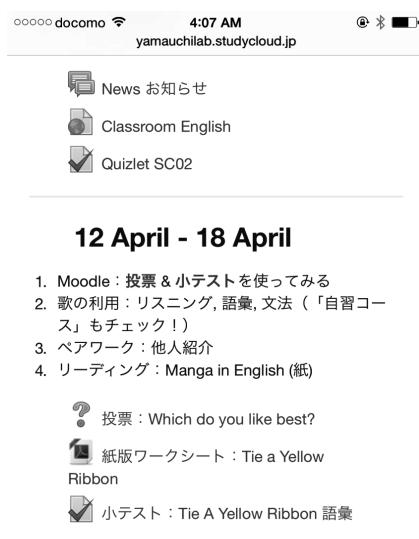 docomo 4:07 AM
yamauchilab.studycloud.jp
News お知らせ
Classroom English
Quizlet SC02
12 April - 18 April
1. Moodle：投票 & 小テストを使ってみる
2. 歌の利用：リスニング, 語彙, 文法（「自習コー
ス」もチェック！）
3. ペアワーク：他人紹介
4. リーディング：Manga in English (紙)
投票：Which do you like best?
紙版ワークシート：Tie a Yellow
Ribbon
小テスト：Tie A Yellow Ribbon 語彙